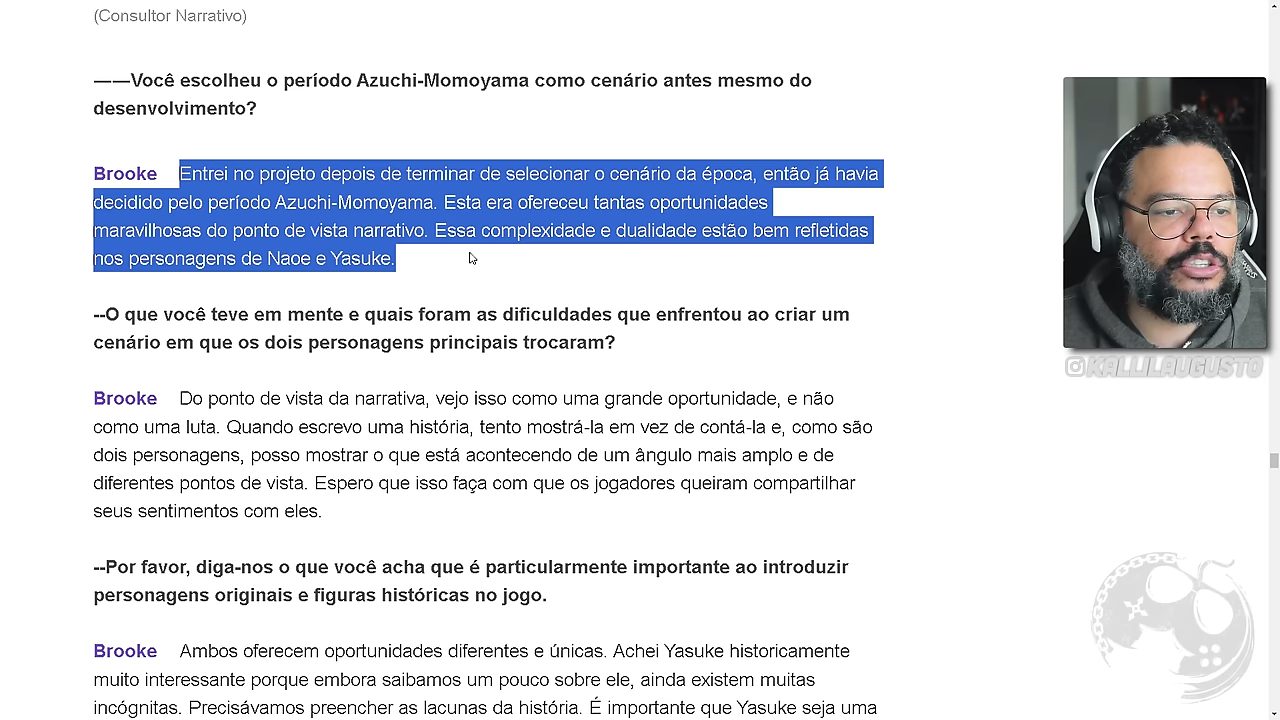 (Consultor Narrativo)
——Você escolheu o período Azuchi-Momoyama como cenário antes mesmo do
desenvolvimento?
Brooke Entrei no projeto depois de terminar de selecionar o cenário da época, então já havia
decidido pelo período Azuchi-Momoyama. Esta era ofereceu tantas oportunidades
maravilhosas do ponto de vista narrativo. Essa complexidade e dualidade estão bem refletidas
nos personagens de Naoe e Yasuke.
--O que você teve em mente e quais foram as dificuldades que enfrentou ao criar um
cenário em que os dois personagens principais trocaram?
Brooke Do ponto de vista da narrativa, vejo isso como uma grande oportunidade, e não
como uma luta. Quando escrevo uma história, tento mostrá-la em vez de contá-la e, como são
dois personagens, posso mostrar o que está acontecendo de um ângulo mais amplo e de
diferentes pontos de vista. Espero que isso faça com que os jogadores queiram compartilhar
seus sentimentos com eles.
--Por favor, diga-nos o que você acha que é particularmente importante ao introduzir
personagens originais e figuras históricas no jogo.
Brooke Ambos oferecem oportunidades diferentes e únicas. Achei Yasuke historicamente
muito interessante porque embora saibamos um pouco sobre ele, ainda existem muitas
incógnitas. Precisávamos preencher as lacunas da história. É importante que Yasuke seja uma
KALLILAUGUSTO